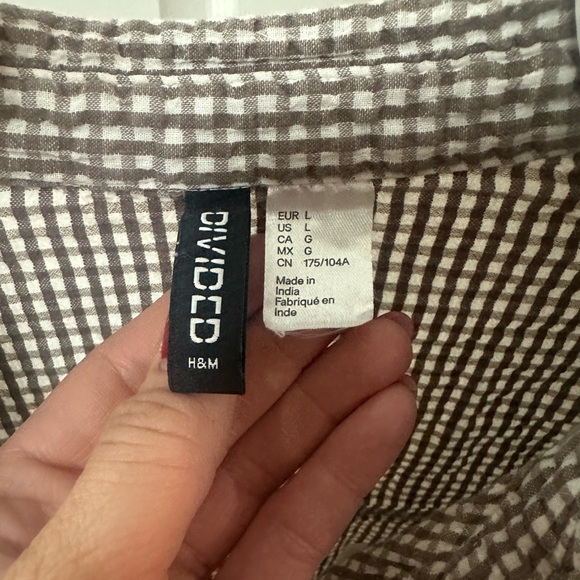 DIVIDED
H&M
EUR L
US L
CA G
MX G
CN 175/104A
Made in
India
Fabriqué en
Inde